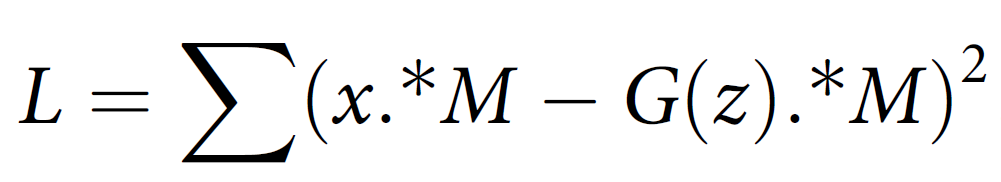 L = ∑(x.*M − G(z).*M)²